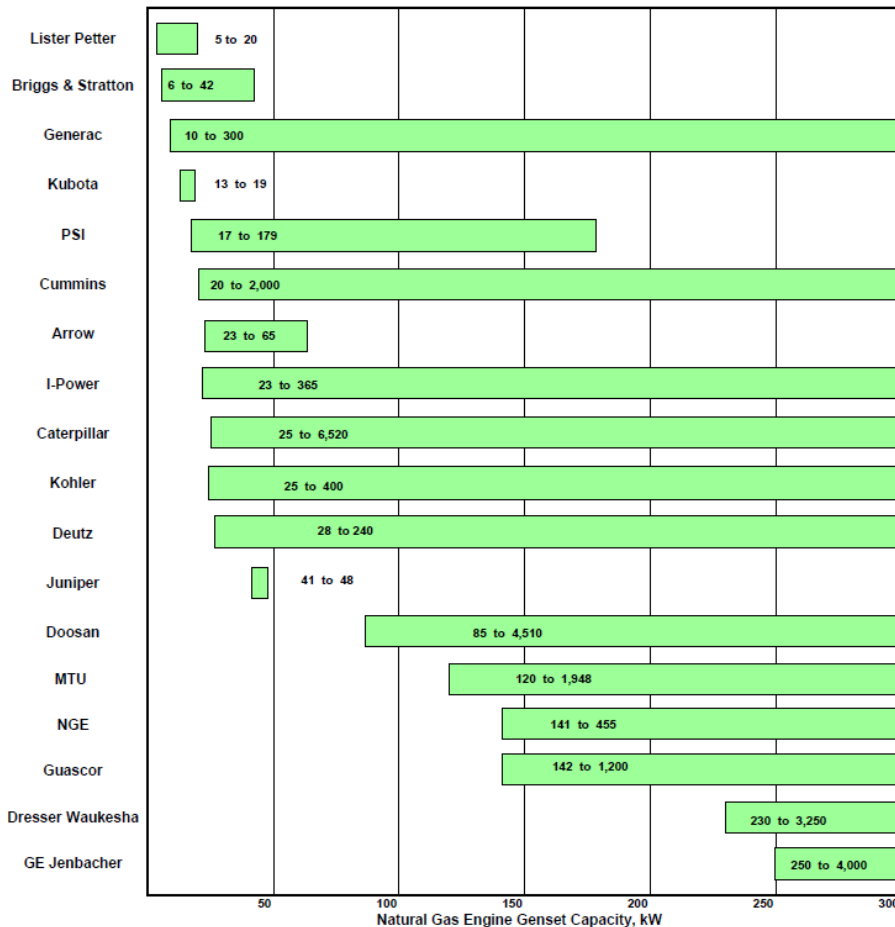 Lister Petter 5 to 20
Briggs & Stratton 6 to 42
Generac 10 to 300
Kubota 13 to 19
PSI 17 to 179
Cummins 20 to 2,000
Arrow 23 to 65
I-Power 23 to 365
Caterpillar 25 to 6,520
Kohler 25 to 400
Deutz 28 to 240
Juniper 41 to 48
Doosan 85 to 4,510
MTU 120 to 1,948
NGE 141 to 455
Guascor 142 to 1,200
Dresser Waukesha 230 to 3,250
GE Jenbacher 250 to 4,000
50 100 150 200 250 300
Natural Gas Engine Genset Capacity, kW